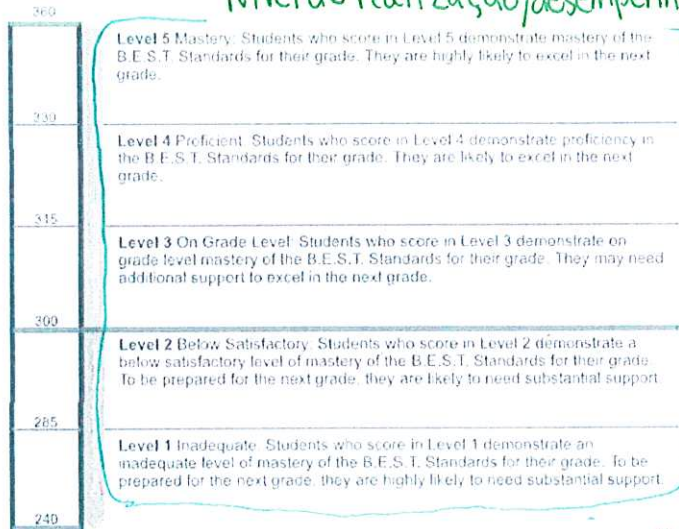 Nível de realização/desempenh
360
Level 5 Mastery: Students who score in Level 5 demonstrate mastery of the
B.E.S.T. Standards for their grade. They are highly likely to excel in the next
grade.
330
Level 4 Proficient: Students who score in Level 4 demonstrate proficiency in
the B.E.S.T. Standards for their grade. They are likely to excel in the next
grade.
315
Level 3 On Grade Level: Students who score in Level 3 demonstrate on
grade level mastery of the B.E.S.T. Standards for their grade. They may need
additional support to excel in the next grade.
300
Level 2 Below Satisfactory: Students who score in Level 2 demonstrate a
below satisfactory level of mastery of the B.E.S.T. Standards for their grade.
To be prepared for the next grade, they are likely to need substantial support.
285
Level 1 Inadequate: Students who score in Level 1 demonstrate an
inadequate level of mastery of the B.E.S.T. Standards for their grade. To be
prepared for the next grade, they are highly likely to need substantial support.
240